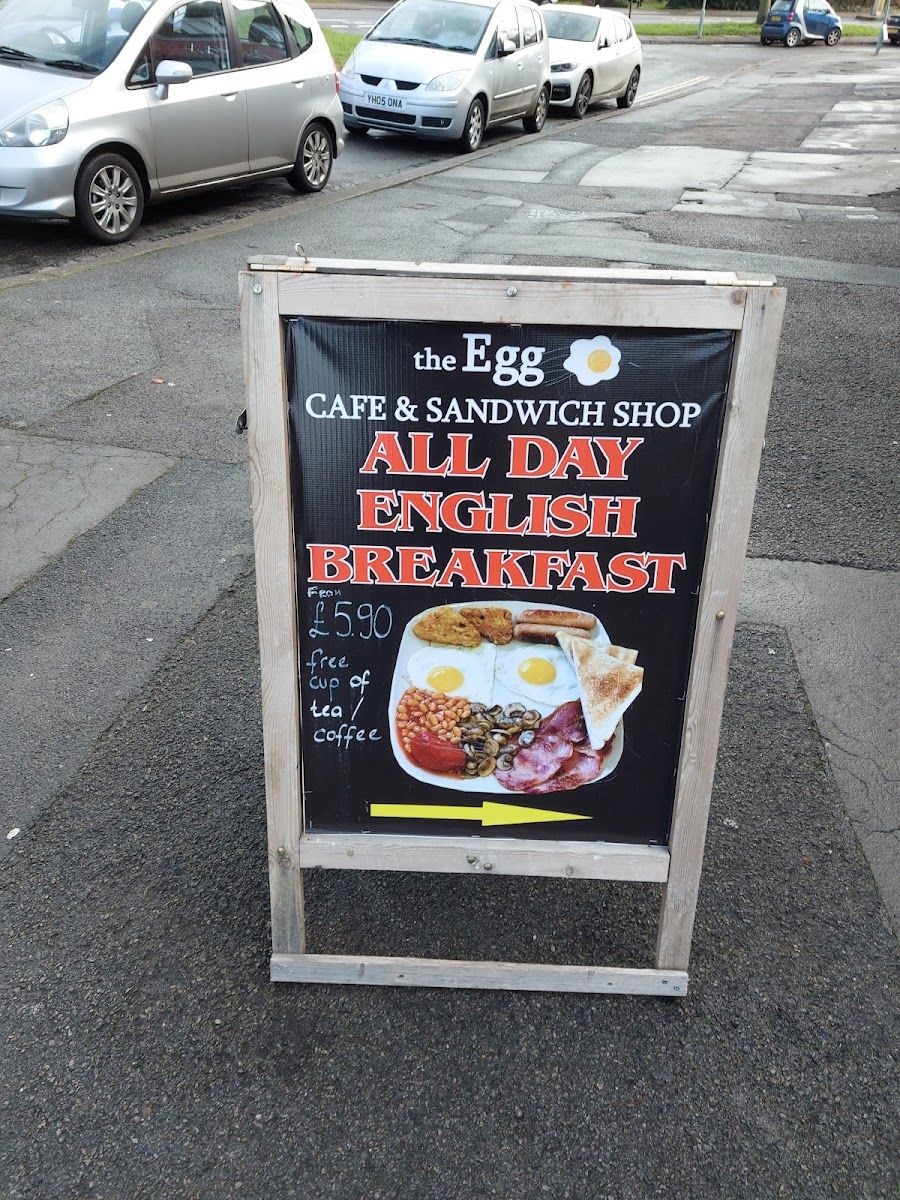 YH05 ONA
the Egg
CAFE & SANDWICH SHOP
ALL DAY
ENGLISH
BREAKFAST
From
£5.90
free
cup of
tea /
coffee